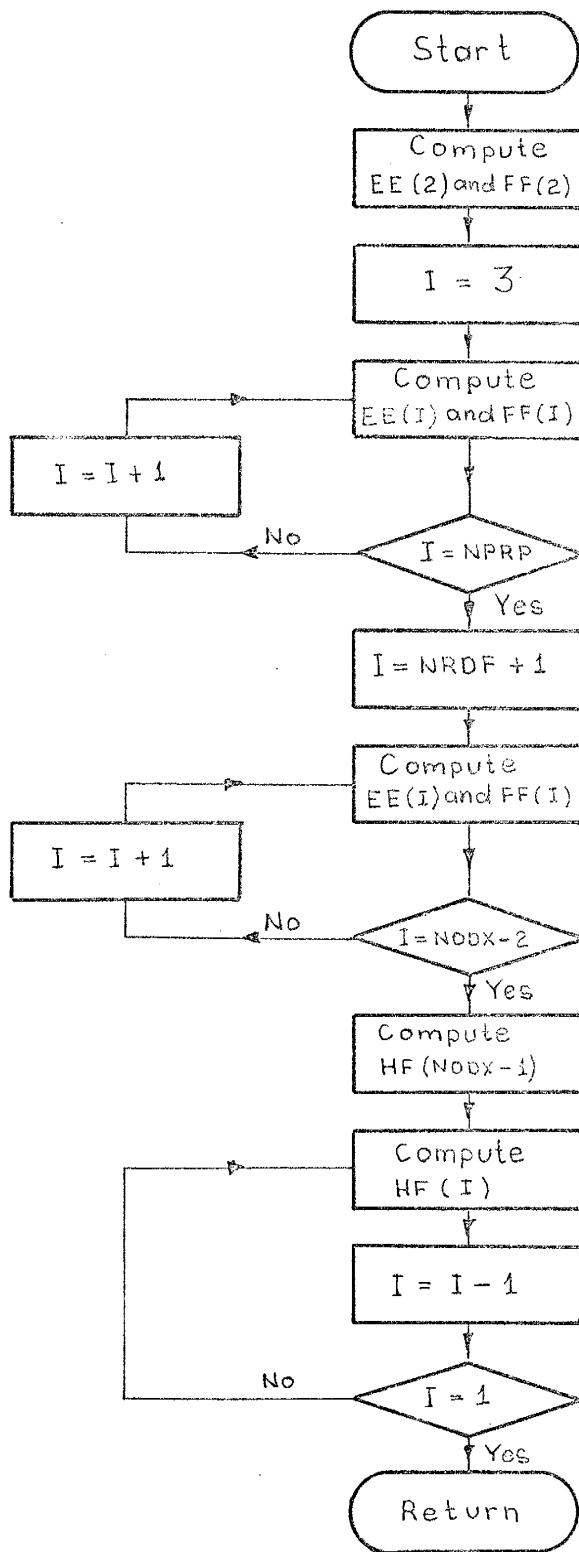 Start
Compute
EE(2) and FF(2)
I = 3
Compute
EE(I) and FF(I)
I = I + 1
No
I = NPRP
Yes
I = NRDF + 1
Compute
EE(I) and FF(I)
I = I + 1
No
I = NODX-2
Yes
Compute
HF(NODX-1)
Compute
HF(I)
I = I - 1
No
I = 1
Yes
Return